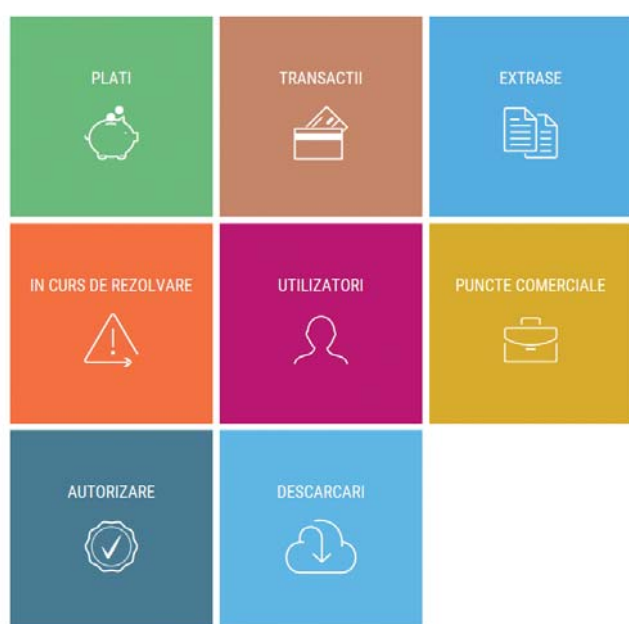 PLATI
TRANSACTII
EXTRASE
IN CURS DE REZOLVARE
UTILIZATORI
PUNCTE COMERCIALE
AUTORIZARE
DESCARCARI